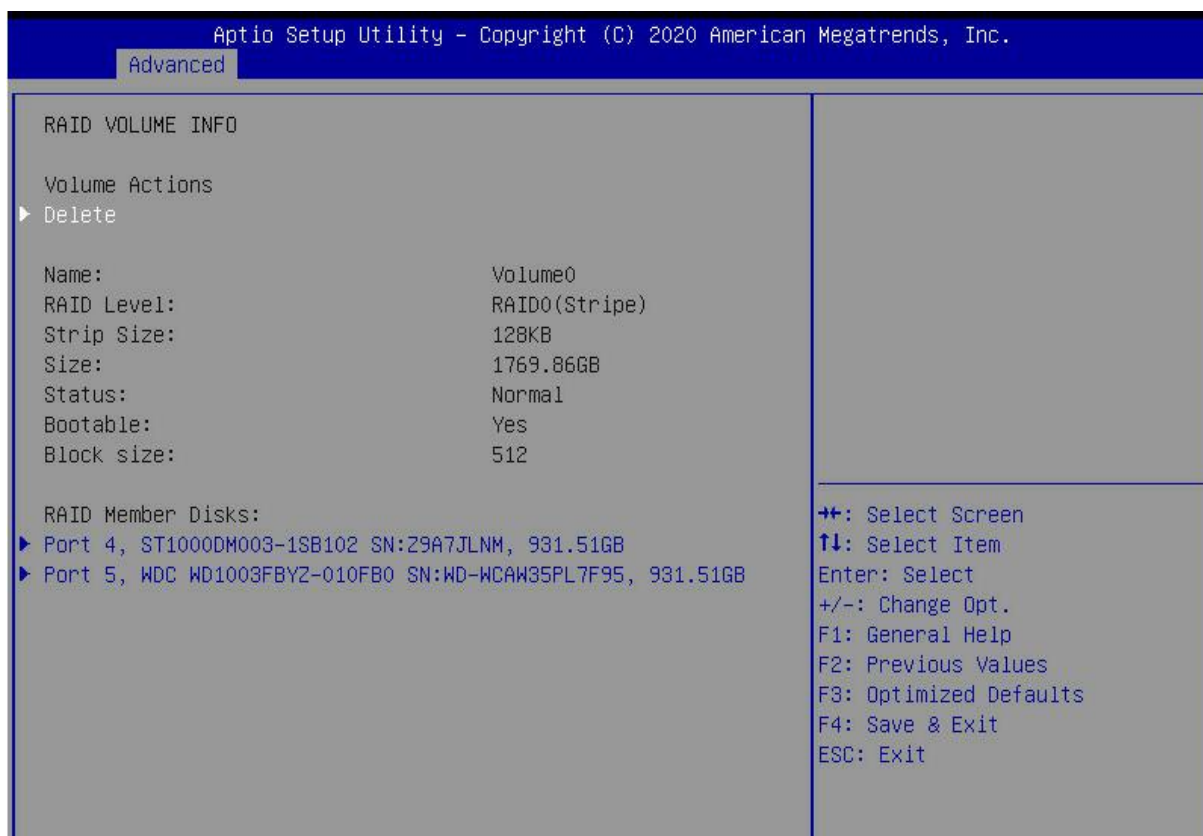 Aptio Setup Utility – Copyright (C) 2020 American Megatrends, Inc.
Advanced
RAID VOLUME INFO
Volume Actions
Delete
Name: Volume0
RAID Level: RAID0(Stripe)
Strip Size: 128KB
Size: 1769.86GB
Status: Normal
Bootable: Yes
Block size: 512
RAID Member Disks:
Port 4, ST1000DM003-1SB102 SN:Z9A7JLNM, 931.51GB
Port 5, WDC WD1003FBYZ-010FB0 SN:WD-WCAW35PL7F95, 931.51GB
→←: Select Screen
↑↓: Select Item
Enter: Select
+/-: Change Opt.
F1: General Help
F2: Previous Values
F3: Optimized Defaults
F4: Save & Exit
ESC: Exit